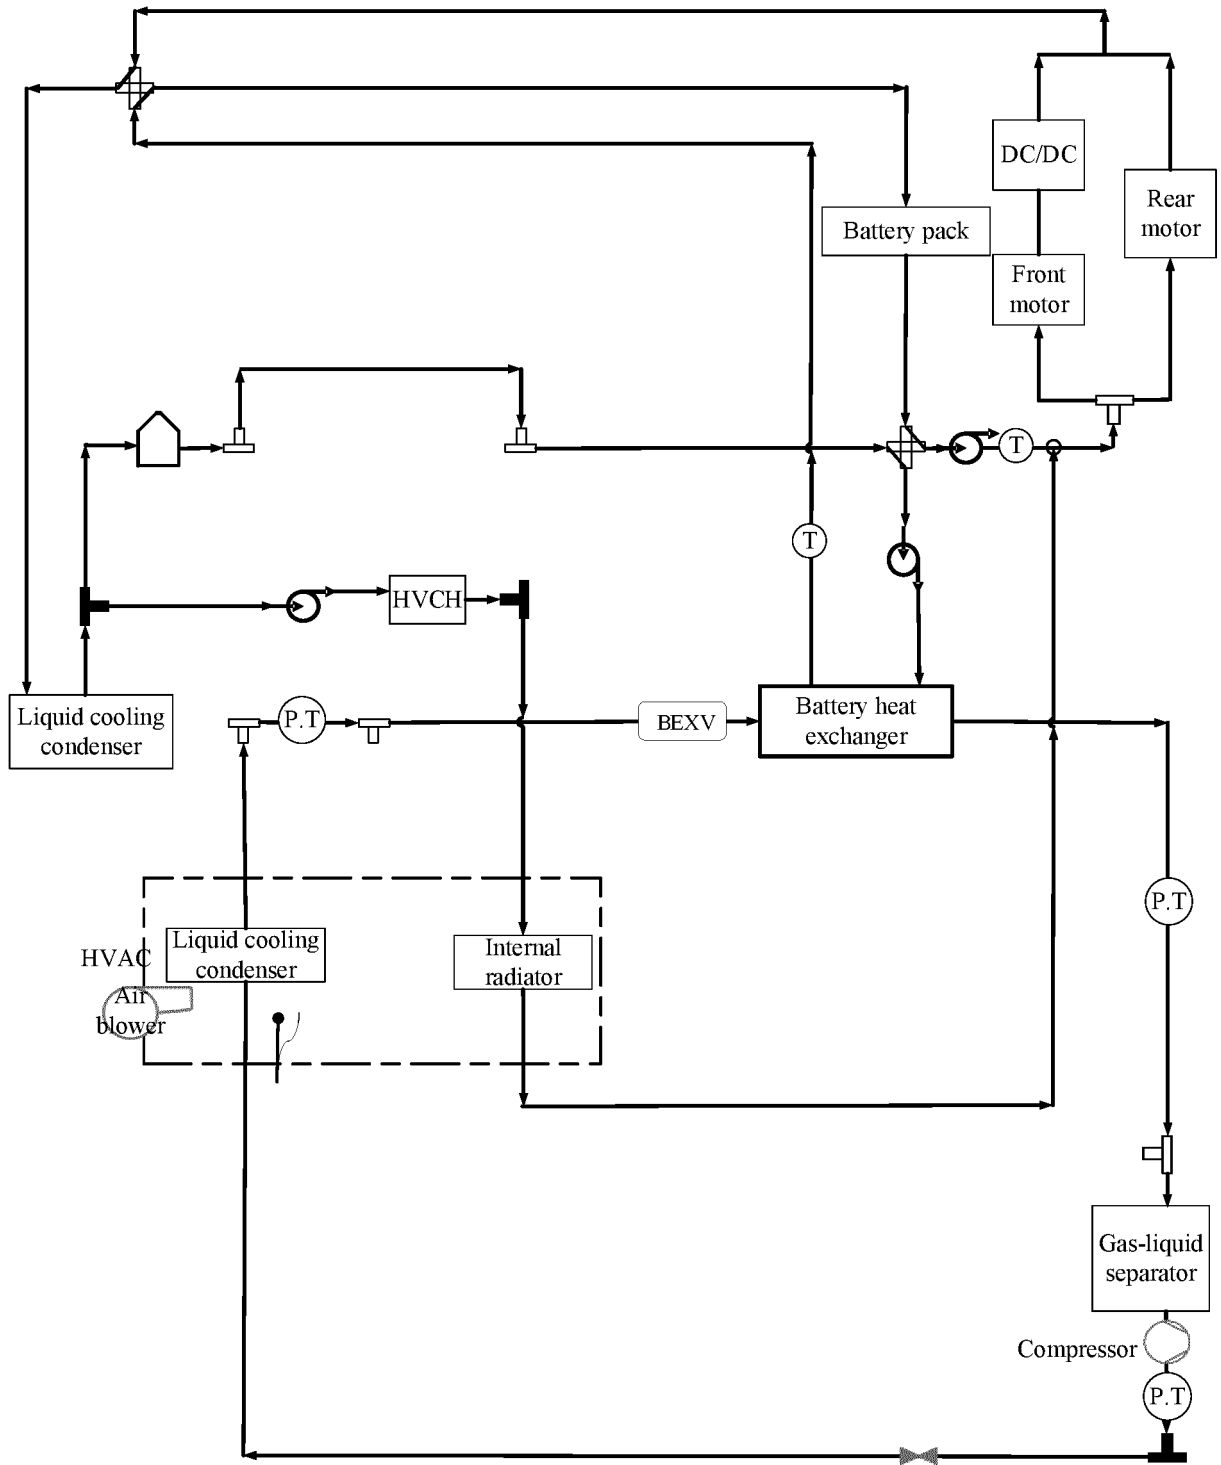 DC/DC
Rear
motor
Battery pack
Front
motor
T
T
HVCH
Liquid cooling
condenser
P.T
BEXV
Battery heat
exchanger
P.T
HVAC
Liquid cooling
condenser
Internal
radiator
Air
blower
Gas-liquid
separator
Compressor
P.T